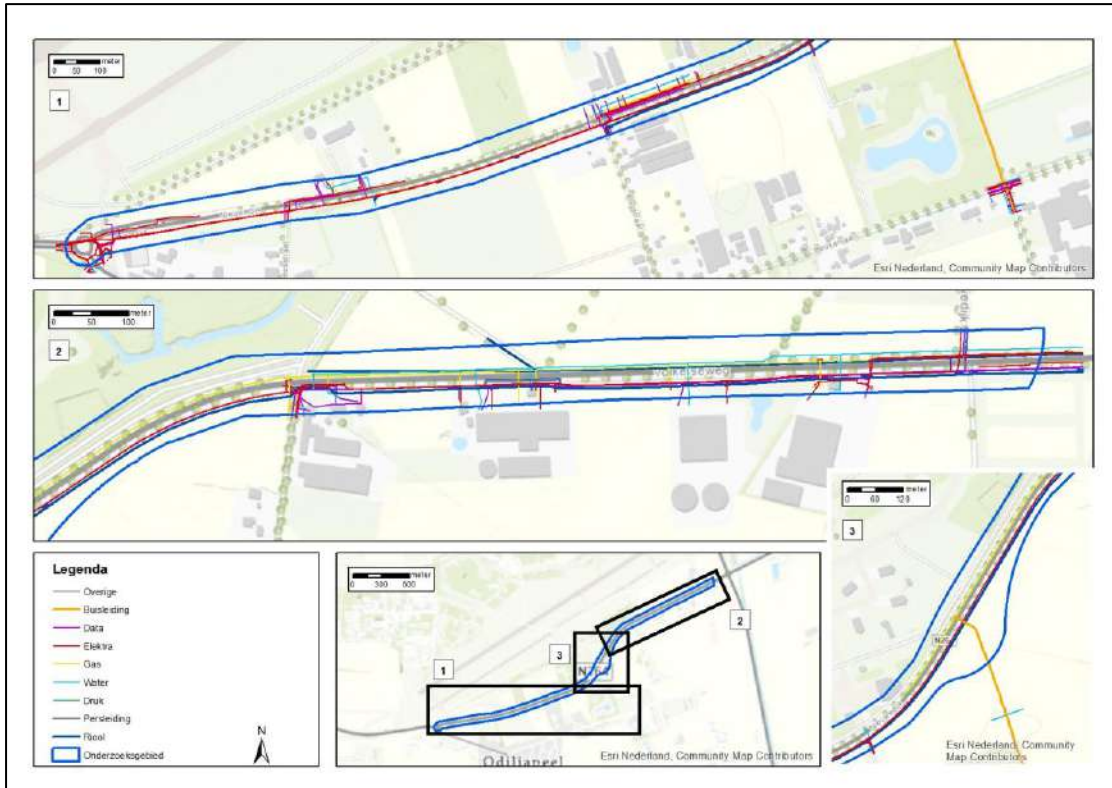 meter
0 50 100
1
Esri Nederland, Community Map Contributors
meter
0 50 100
2
Volkelseweg
meter
0 60 120
3
Esri Nederland, Community
Map Contributors
Legenda
Overige
Buisleiding
Data
Elektra
Gas
Water
Druk
Persleiding
Riool
Onderzoeksgebied
N
meter
0 300 600
1
2
3
Odiliapeel
Esri Nederland, Community Map Contributors